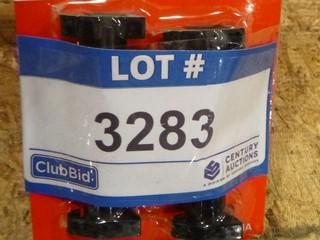 LOT #
3283
ClubBid
CENTURY
AUCTIONS